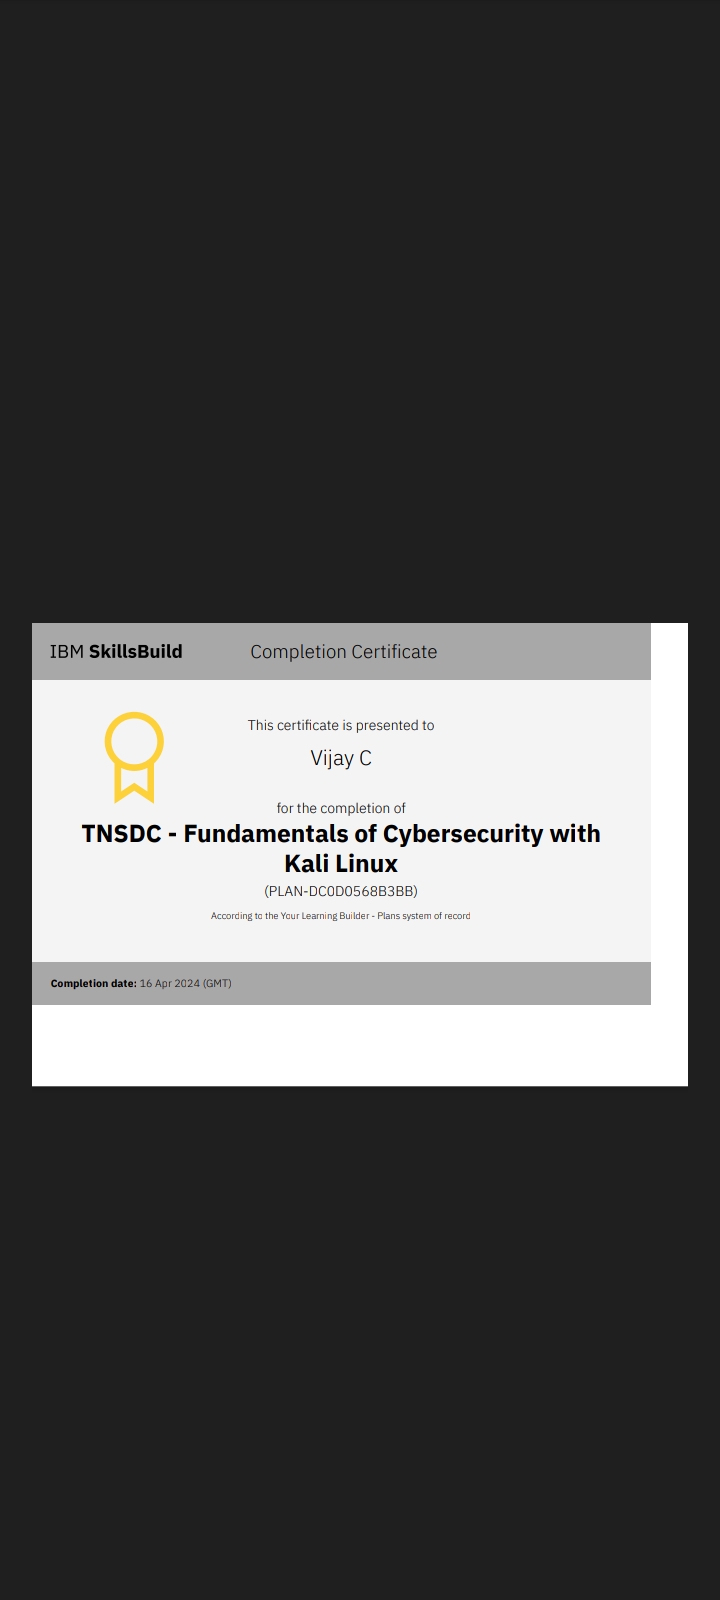 IBM SkillsBuild Completion Certificate
This certificate is presented to
Vijay C
for the completion of
TNSDC - Fundamentals of Cybersecurity with
Kali Linux
(PLAN-DC0D0568B3BB)
According to the Your Learning Builder - Plans system of record
Completion date: 16 Apr 2024 (GMT)